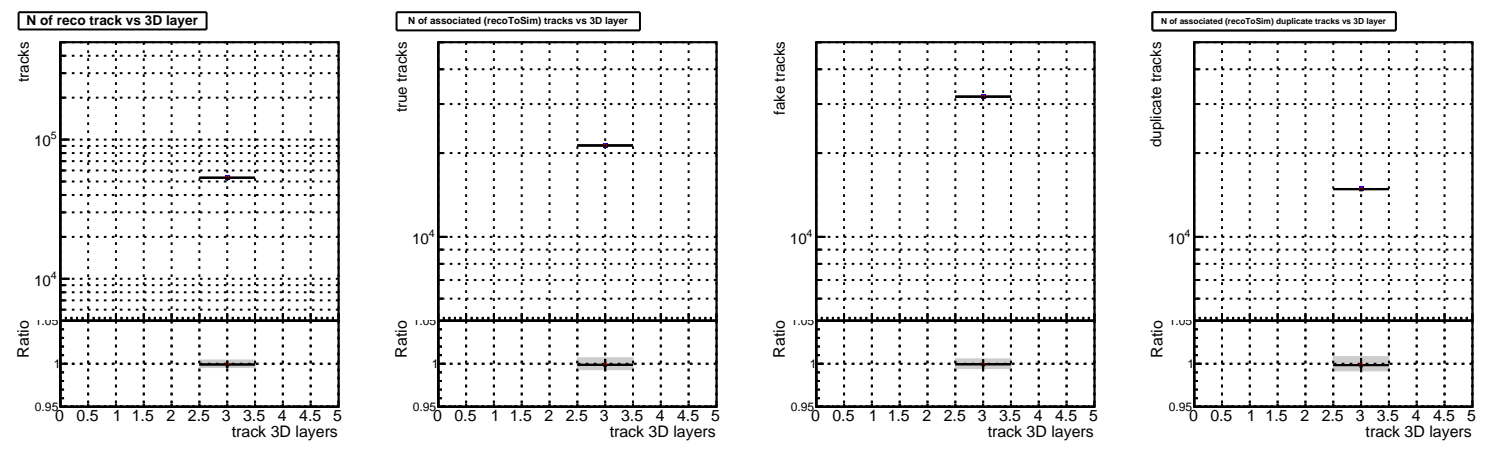 N of reco track vs 3D layer
tracks
10^5
10^4
1.05
Ratio
1
0.95
0 0.5 1 1.5 2 2.5 3 3.5 4 4.5 5
track 3D layers
N of associated (recoToSim) tracks vs 3D layer
true tracks
10^4
1.05
Ratio
1
0.95
0 0.5 1 1.5 2 2.5 3 3.5 4 4.5 5
track 3D layers
fake tracks
10^4
1.05
Ratio
1
0.95
0 0.5 1 1.5 2 2.5 3 3.5 4 4.5 5
track 3D layers
N of associated (recoToSim) duplicate tracks vs 3D layer
duplicate tracks
10^4
1.05
Ratio
1
0.95
0 0.5 1 1.5 2 2.5 3 3.5 4 4.5 5
track 3D layers